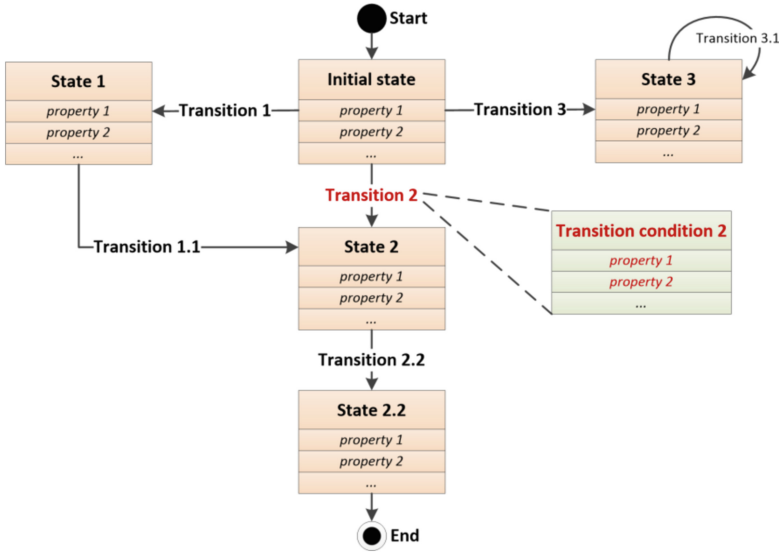 Start
State 1
property 1
property 2
...
Transition 1
Initial state
property 1
property 2
...
Transition 3
State 3
property 1
property 2
...
Transition 3.1
Transition 2
Transition condition 2
property 1
property 2
...
Transition 1.1
State 2
property 1
property 2
...
Transition 2.2
State 2.2
property 1
property 2
...
End